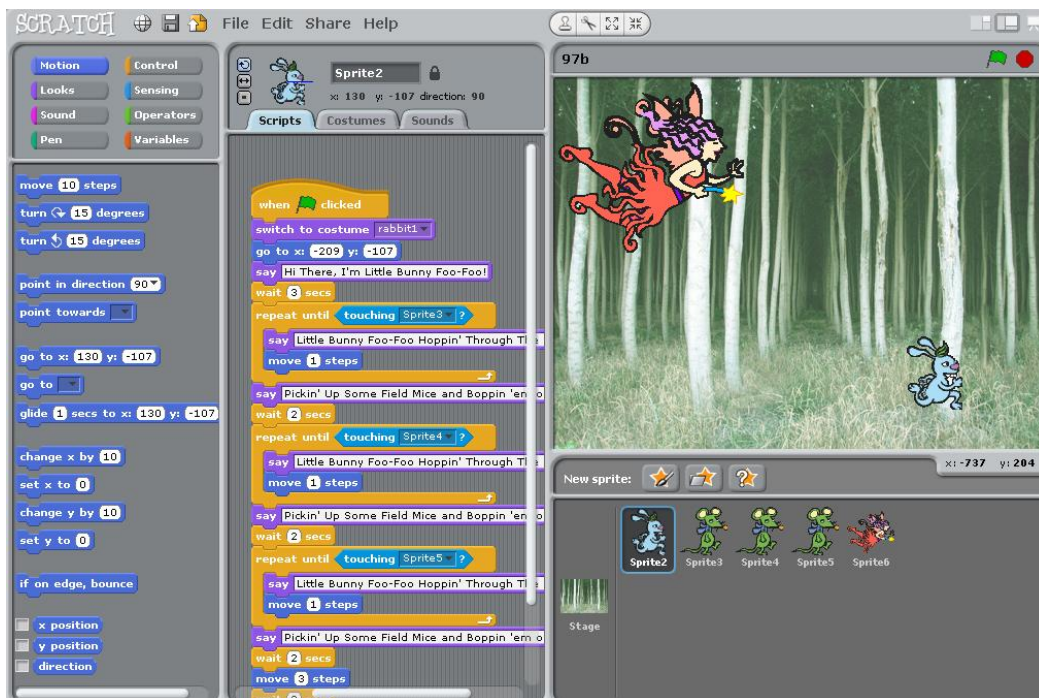 SCRATCH File Edit Share Help
Motion Control
Looks Sensing
Sound Operators
Pen Variables
move 10 steps
turn 15 degrees
turn 15 degrees
point in direction 90
point towards
go to x: 130 y: -107
go to
glide 1 secs to x: 130 y: -107
change x by 10
set x to 0
change y by 10
set y to 0
if on edge, bounce
x position
y position
direction
Sprite2
x: 130 y: -107 direction: 90
Scripts Costumes Sounds
when clicked
switch to costume rabbit1
go to x: -209 y: -107
say Hi There, I'm Little Bunny Foo-Foo!
wait 3 secs
repeat until touching Sprite3 ?
say Little Bunny Foo-Foo Hoppin' Through The
move 1 steps
say Pickin' Up Some Field Mice and Boppin 'em o
wait 2 secs
repeat until touching Sprite4 ?
say Little Bunny Foo-Foo Hoppin' Through The
move 1 steps
say Pickin' Up Some Field Mice and Boppin 'em o
wait 2 secs
repeat until touching Sprite5 ?
say Little Bunny Foo-Foo Hoppin' Through The
move 1 steps
say Pickin' Up Some Field Mice and Boppin 'em o
wait 2 secs
move 3 steps
97b
x: -737 y: 204
New sprite:
Sprite2 Sprite3 Sprite4 Sprite5 Sprite6
Stage